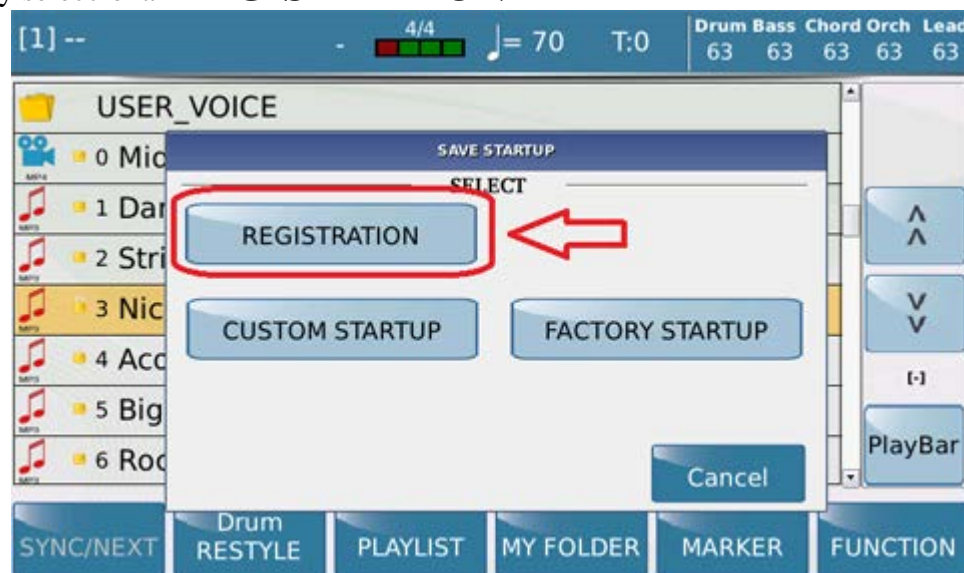 [1] -- - 4/4 = 70 T:0 Drum Bass Chord Orch Lead
63 63 63 63 63
USER_VOICE
0 Mic
1 Dan
2 Stri
3 Nic
4 Acc
5 Big
6 Roc
SAVE STARTUP
SELECT
REGISTRATION
CUSTOM STARTUP FACTORY STARTUP
Cancel
[-]
PlayBar
SYNC/NEXT Drum RESTYLE PLAYLIST MY FOLDER MARKER FUNCTION